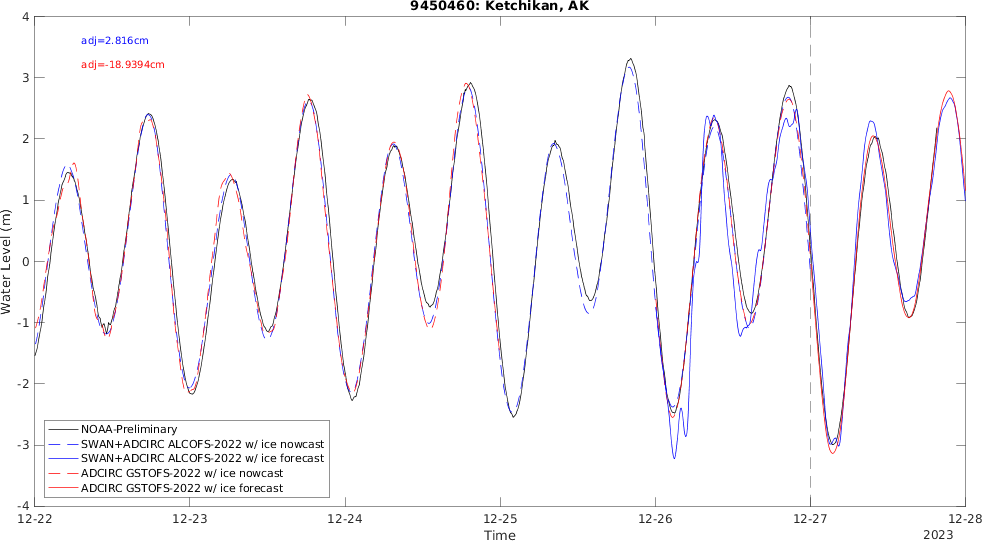 9450460: Ketchikan, AK
adj=2.816cm
adj=-18.9394cm
Water Level (m)
4
3
2
1
0
-1
-2
-3
-4
NOAA-Preliminary
SWAN+ADCIRC ALCOFS-2022 w/ ice nowcast
SWAN+ADCIRC ALCOFS-2022 w/ ice forecast
ADCIRC GSTOFS-2022 w/ ice nowcast
ADCIRC GSTOFS-2022 w/ ice forecast
12-22 12-23 12-24 12-25 12-26 12-27 12-28
Time
2023